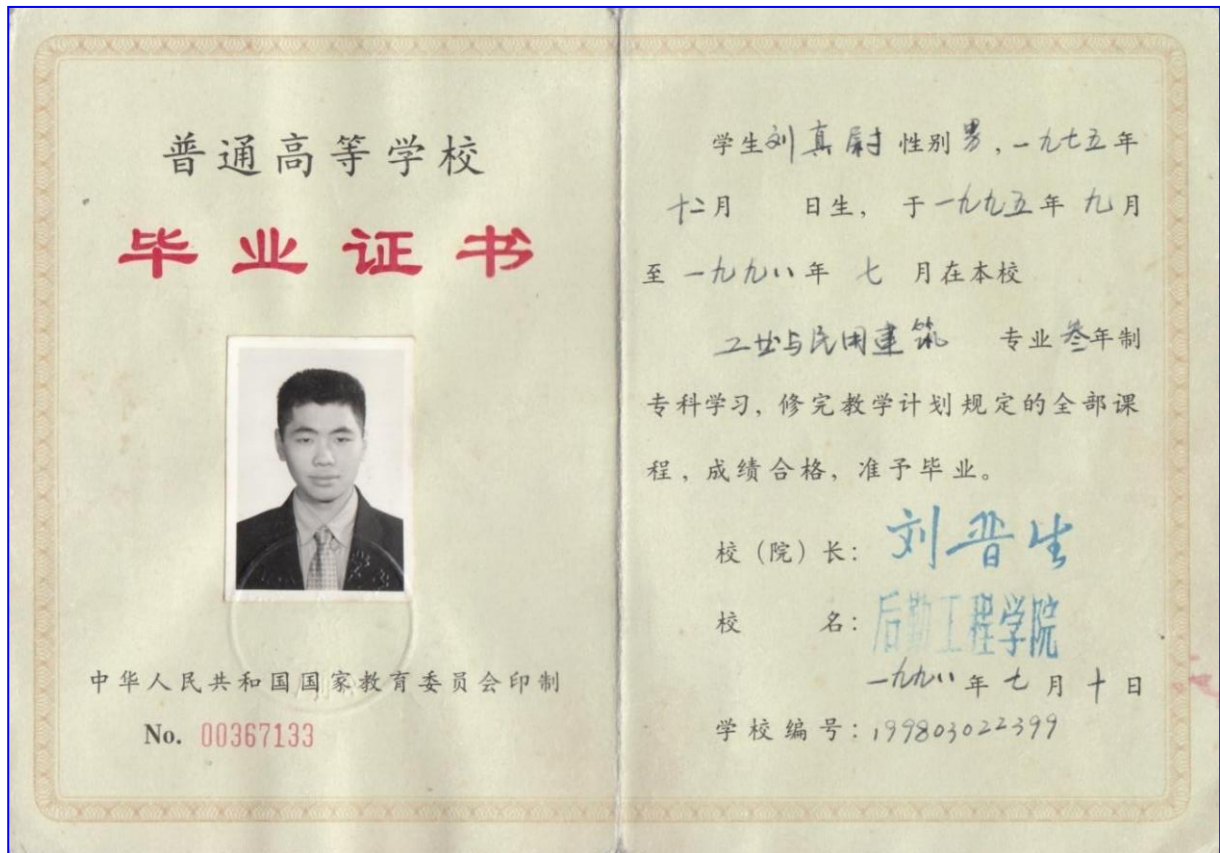 普通高等学校
毕业证书
中华人民共和国国家教育委员会印制
No. 00367133
学生刘真尉 性别男，一九七五年
十二月 日生， 于一九九五年 九月
至 一九九八年 七 月在本校
工业与民用建筑 专业叁年制
专科学习，修完教学计划规定的全部课
程，成绩合格，准予毕业。
校（院）长：刘晋生
校 名：后勤工程学院
一九九八年七月十日
学校编号：199803022399